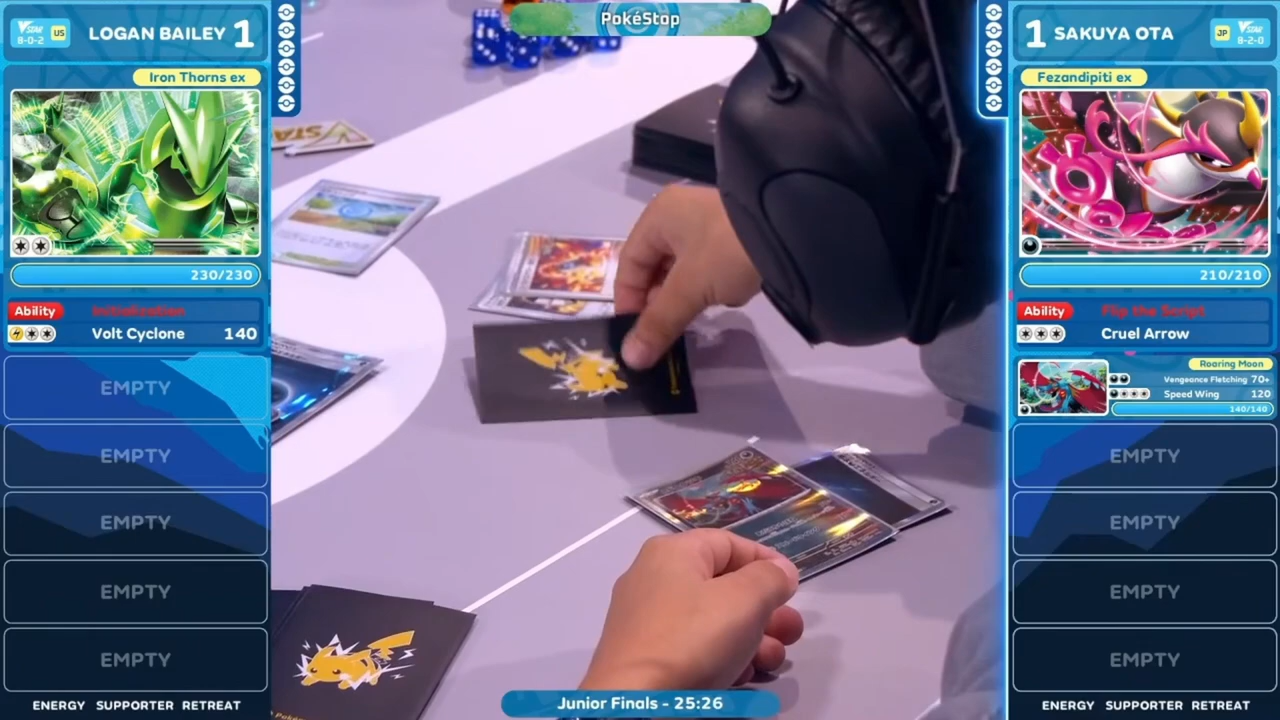 VSTAR
8-0-2
US
LOGAN BAILEY 1
Iron Thorns ex
230/230
Ability Initialization
Volt Cyclone 140
EMPTY
EMPTY
EMPTY
EMPTY
EMPTY
ENERGY SUPPORTER RETREAT
PokéStop
Junior Finals - 25:26
1 SAKUYA OTA
JP
VSTAR
8-2-0
Fezandipiti ex
210/210
Ability Flip the Script
Cruel Arrow
Roaring Moon
Vengeance Fletching 70+
Speed Wing 120
140/140
EMPTY
EMPTY
EMPTY
EMPTY
ENERGY SUPPORTER RETREAT